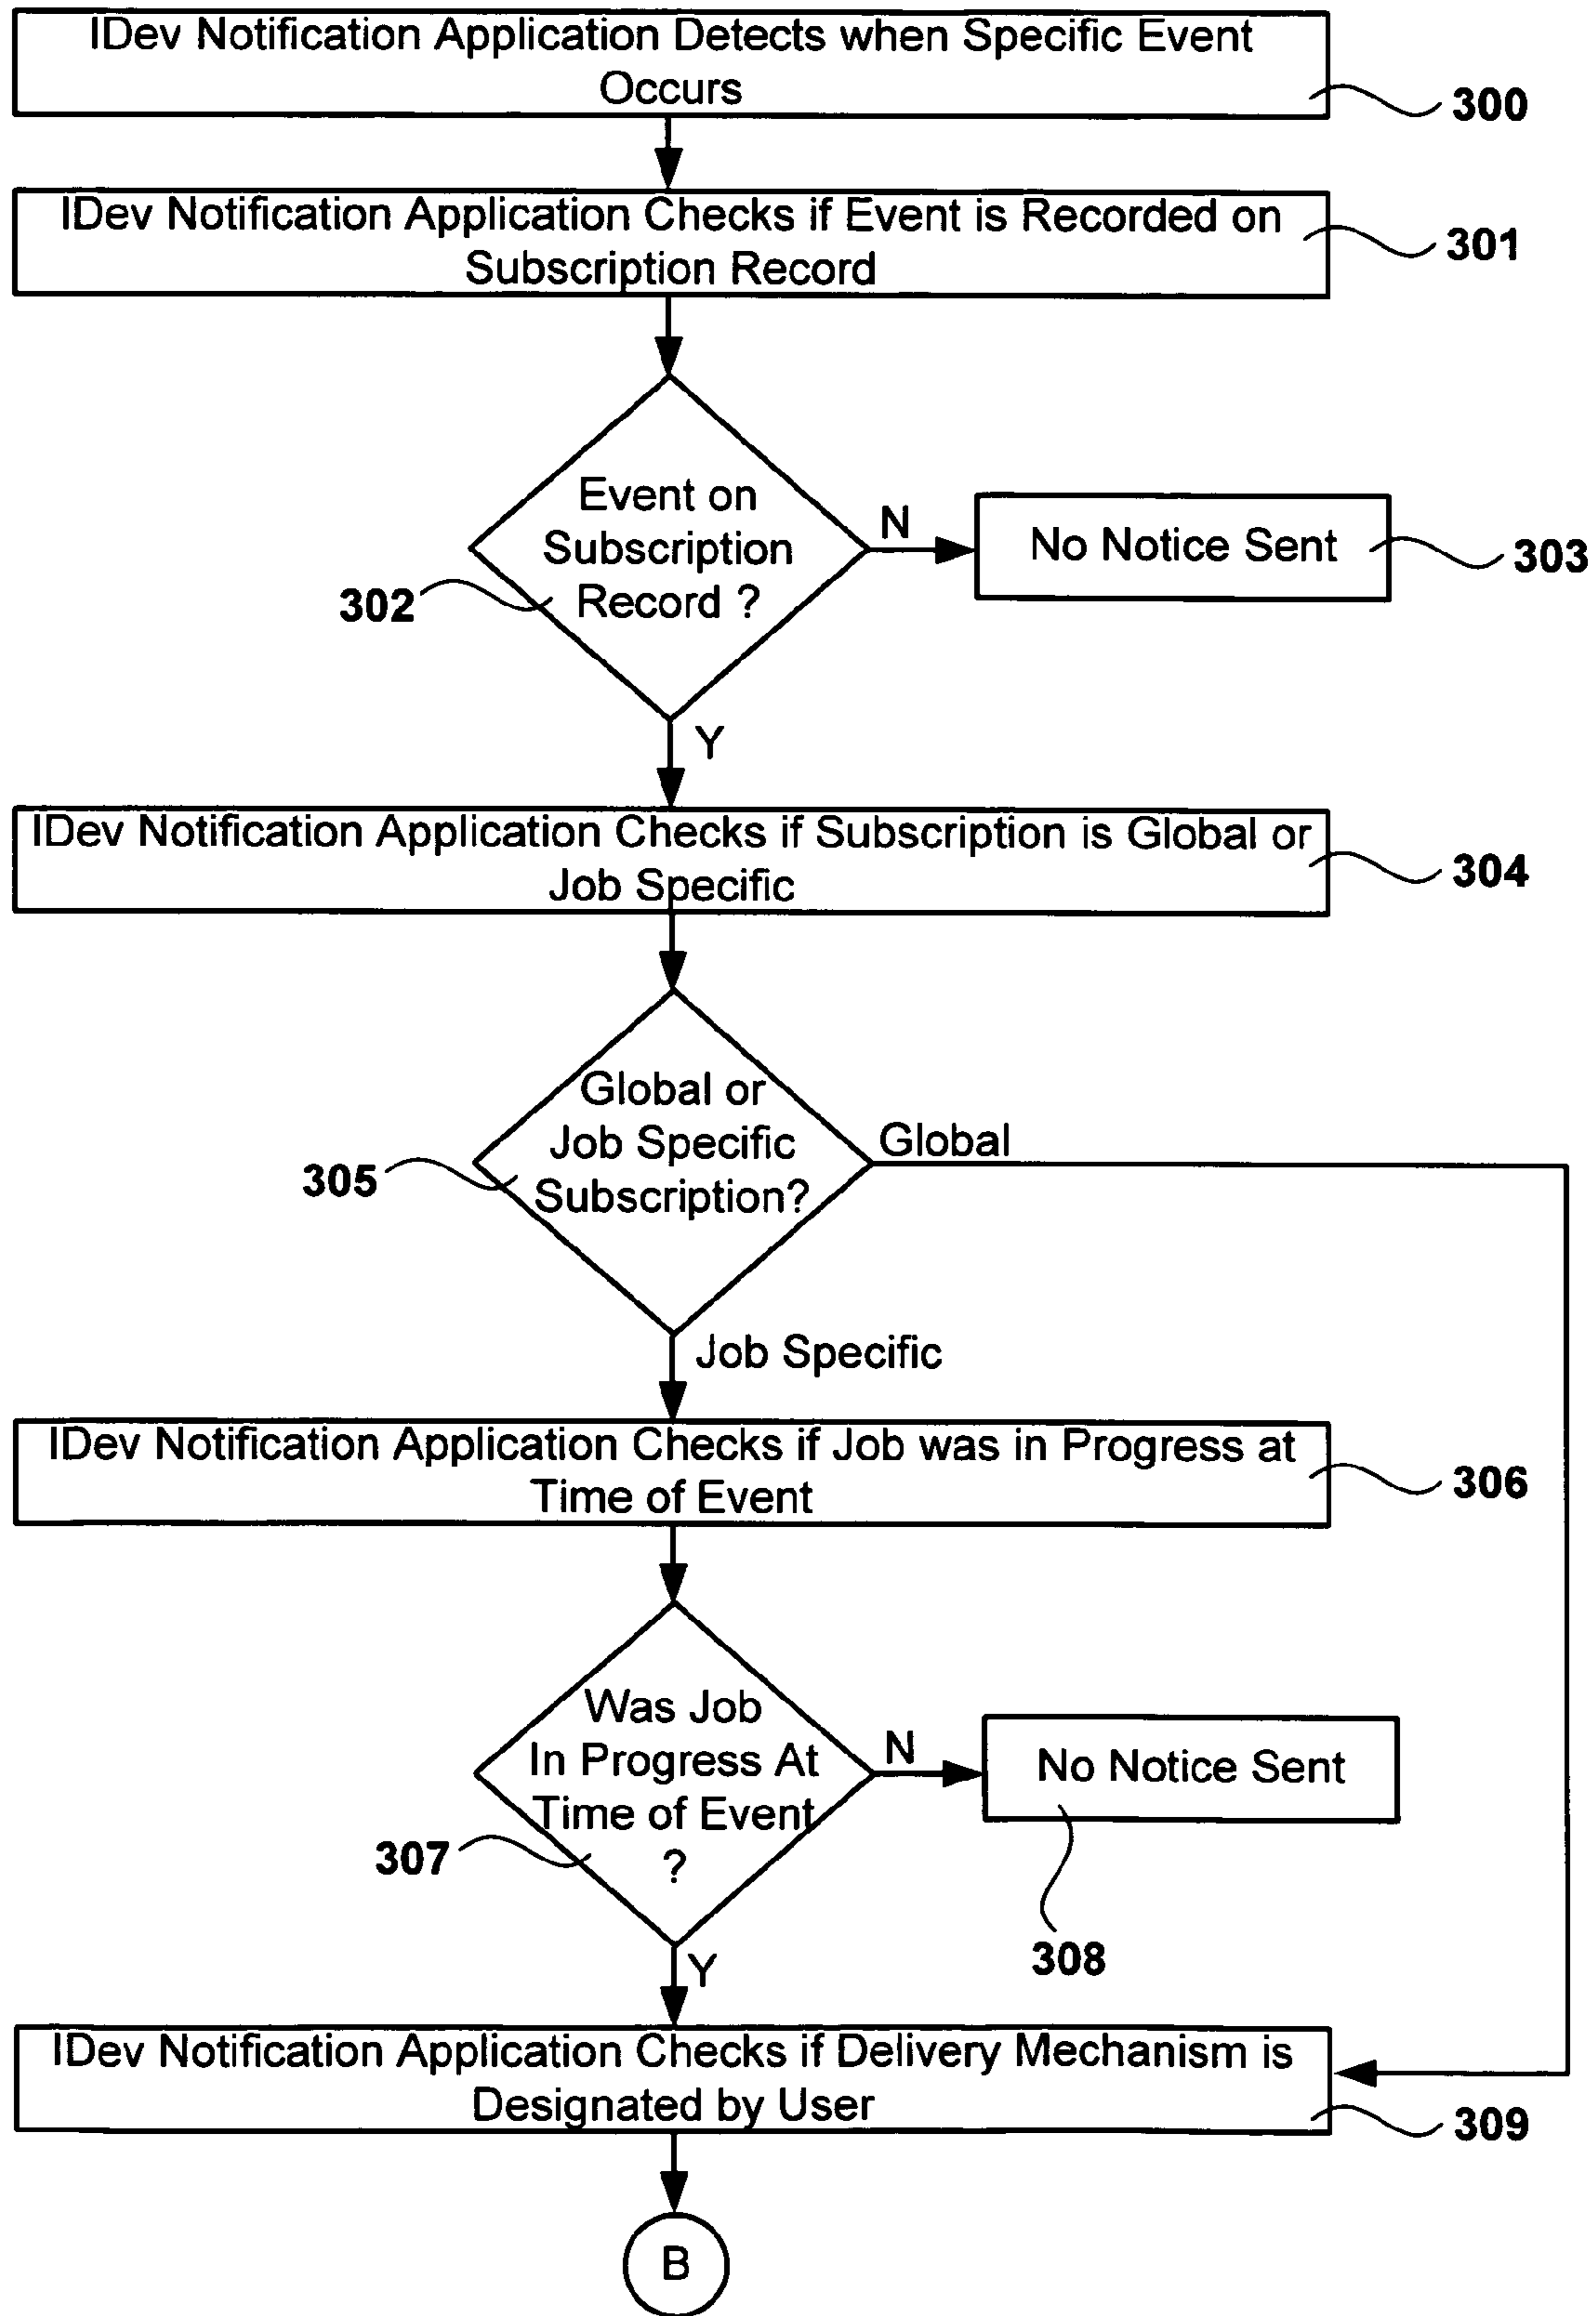 IDev Notification Application Detects when Specific Event
Occurs
300
IDev Notification Application Checks if Event is Recorded on
Subscription Record
301
Event on
Subscription
Record ?
302
N
No Notice Sent
303
Y
IDev Notification Application Checks if Subscription is Global or
Job Specific
304
Global or
Job Specific
Subscription?
305
Global
Job Specific
IDev Notification Application Checks if Job was in Progress at
Time of Event
306
Was Job
In Progress At
Time of Event
?
307
N
No Notice Sent
308
Y
IDev Notification Application Checks if Delivery Mechanism is
Designated by User
309
B